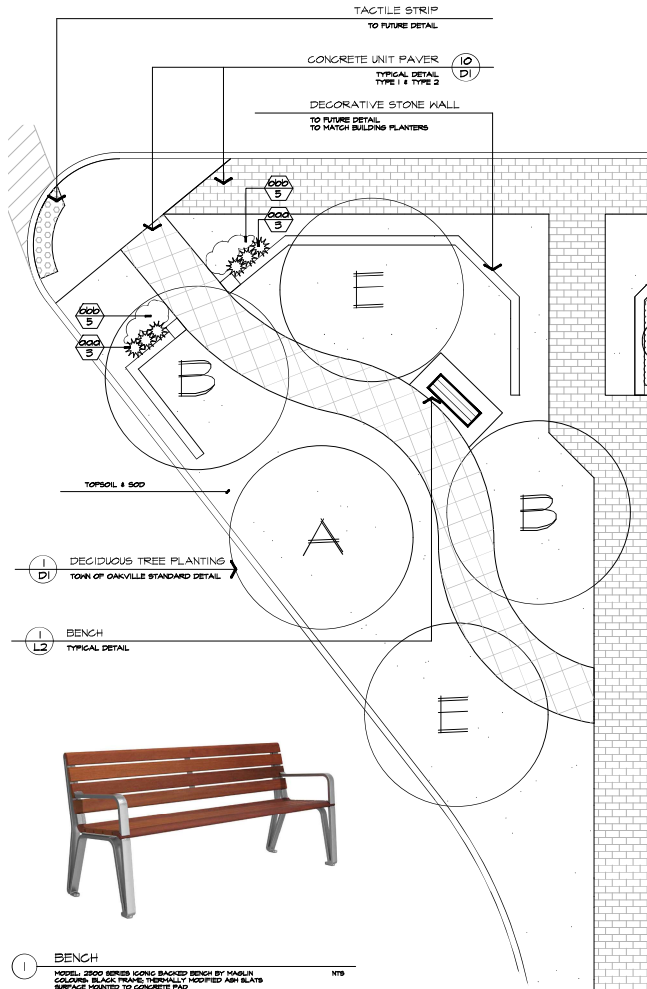 TACTILE STRIP
TO FUTURE DETAIL
CONCRETE UNIT PAVER
TYPICAL DETAIL
TYPE 1 & TYPE 2
10
D1
DECORATIVE STONE WALL
TO FUTURE DETAIL
TO MATCH BUILDING PLANTERS
bbb
5
aaa
3
E
bbb
5
aaa
3
B
TOPSOIL & SOD
B
A
1
D1
DECIDUOUS TREE PLANTING
TOWN OF OAKVILLE STANDARD DETAIL
1
L2
BENCH
TYPICAL DETAIL
E
1
BENCH
MODEL: 2300 SERIES ICONIC BACKED BENCH BY MAGLIN
NTS
COLOURS: BLACK FRAME; THERMALLY MODIFIED ASH SLATS
SURFACE MOUNTED TO CONCRETE PAD